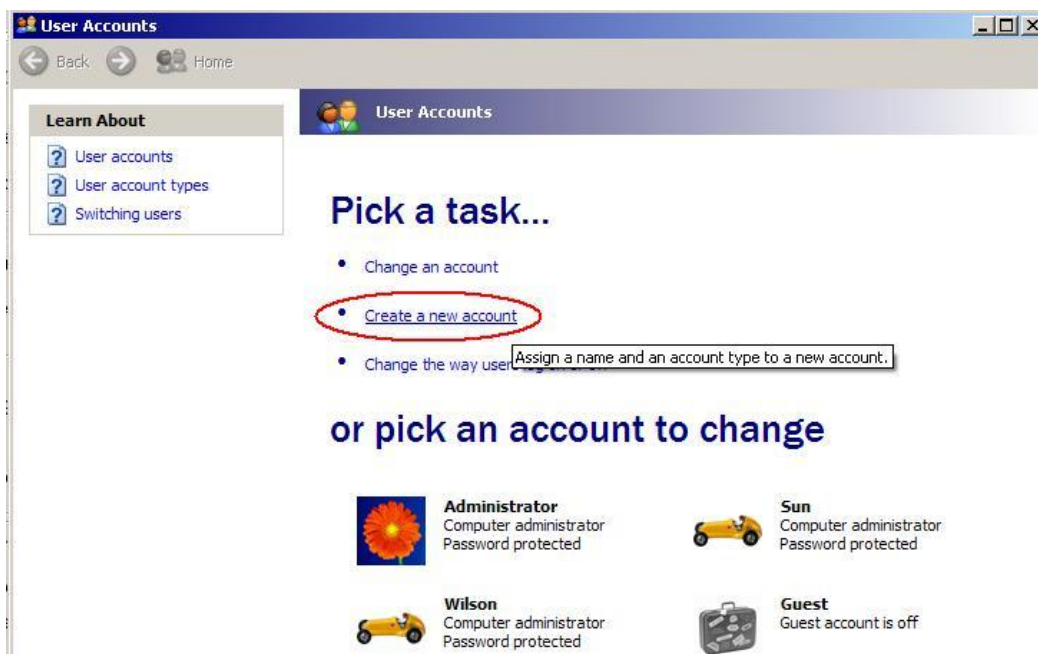 User Accounts
Back Home
Learn About
User accounts
User account types
Switching users
User Accounts
Pick a task...
Change an account
Create a new account
Assign a name and an account type to a new account.
Change the way users
or pick an account to change
Administrator
Computer administrator
Password protected
Sun
Computer administrator
Password protected
Wilson
Computer administrator
Password protected
Guest
Guest account is off